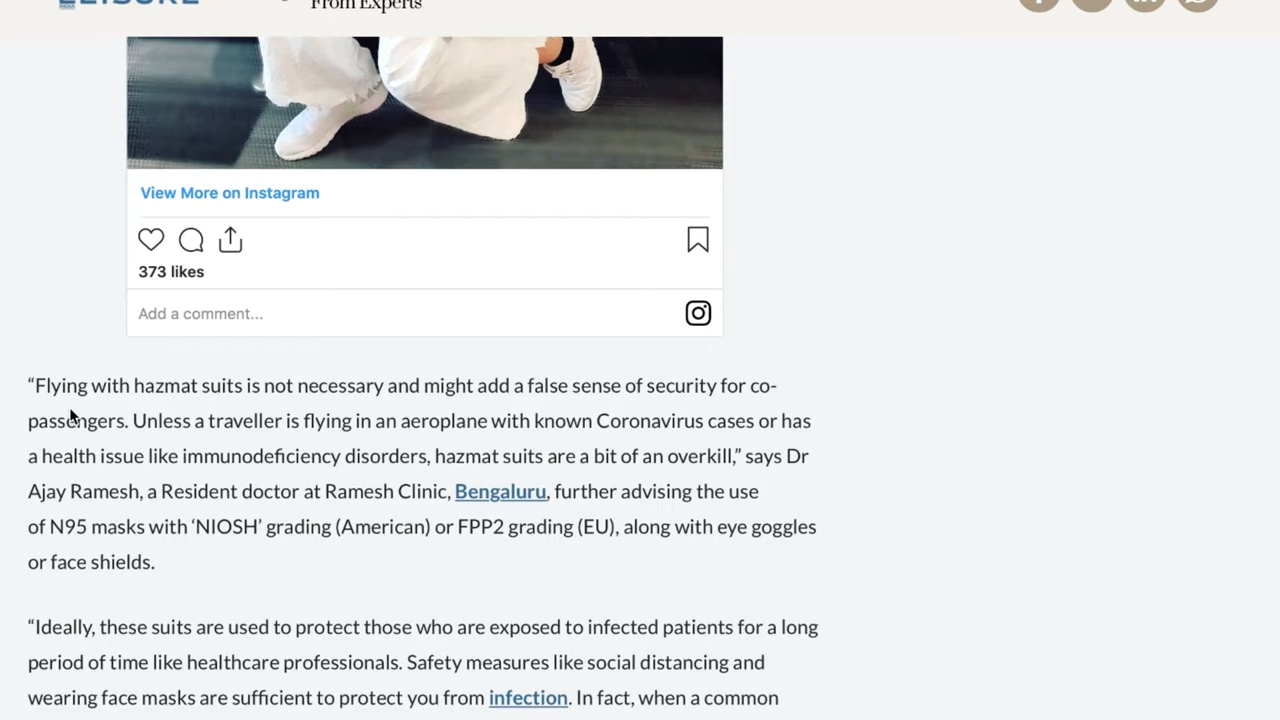 LEISURE
From Experts
View More on Instagram
373 likes
Add a comment...
“Flying with hazmat suits is not necessary and might add a false sense of security for co-
passengers. Unless a traveller is flying in an aeroplane with known Coronavirus cases or has
a health issue like immunodeficiency disorders, hazmat suits are a bit of an overkill,” says Dr
Ajay Ramesh, a Resident doctor at Ramesh Clinic, Bengaluru, further advising the use
of N95 masks with ‘NIOSH’ grading (American) or FPP2 grading (EU), along with eye goggles
or face shields.
“Ideally, these suits are used to protect those who are exposed to infected patients for a long
period of time like healthcare professionals. Safety measures like social distancing and
wearing face masks are sufficient to protect you from infection. In fact, when a common